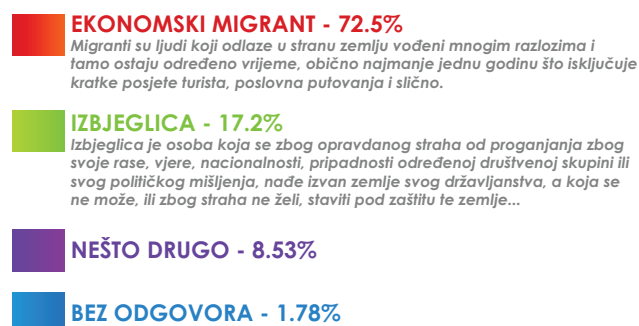 EKONOMSKI MIGRANT - 72.5%
Migranti su ljudi koji odlaze u stranu zemlju vođeni mnogim razlozima i
tamo ostaju određeno vrijeme, obično najmanje jednu godinu što isključuje
kratke posjete turista, poslovna putovanja i slično.
IZBJEGLICA - 17.2%
Izbjeglica je osoba koja se zbog opravdanog straha od proganjanja zbog
svoje rase, vjere, nacionalnosti, pripadnosti određenoj društvenoj skupini ili
svog političkog mišljenja, nađe izvan zemlje svog državljanstva, a koja se
ne može, ili zbog straha ne želi, staviti pod zaštitu te zemlje...
NEŠTO DRUGO - 8.53%
BEZ ODGOVORA - 1.78%